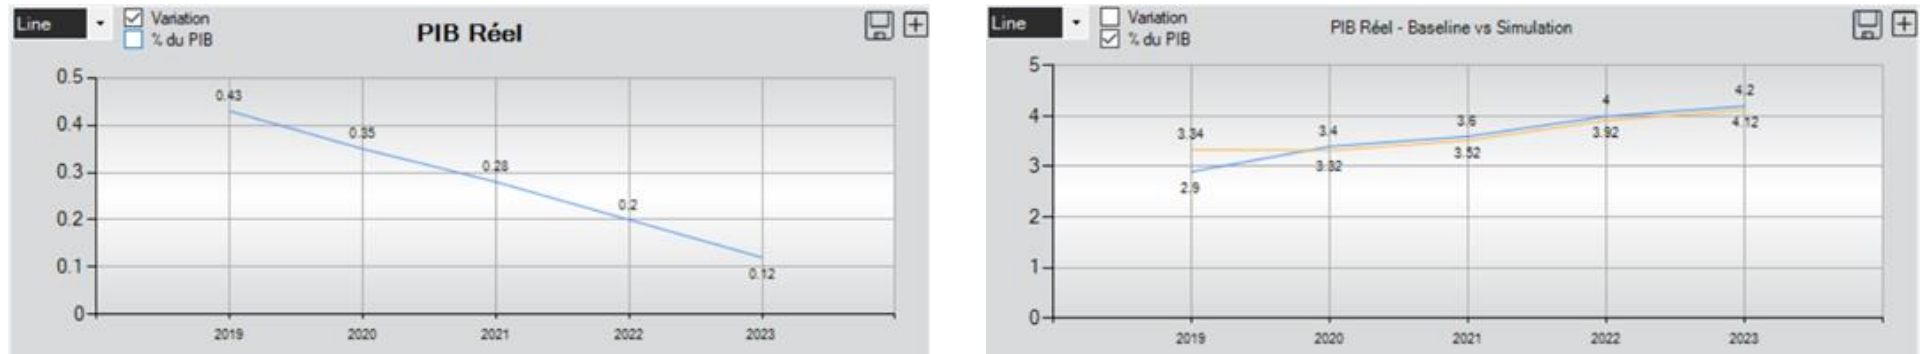 Line
Variation
% du PIB
PIB Réel
0.5
0.4
0.3
0.2
0.1
0
0.43
0.35
0.28
0.2
0.12
2019 2020 2021 2022 2023
Line
Variation
% du PIB
PIB Réel - Baseline vs Simulation
5
4
3
2
1
0
3.34 3.4 3.6 4 4.2
2.9 3.32 3.52 3.92 4.12
2019 2020 2021 2022 2023